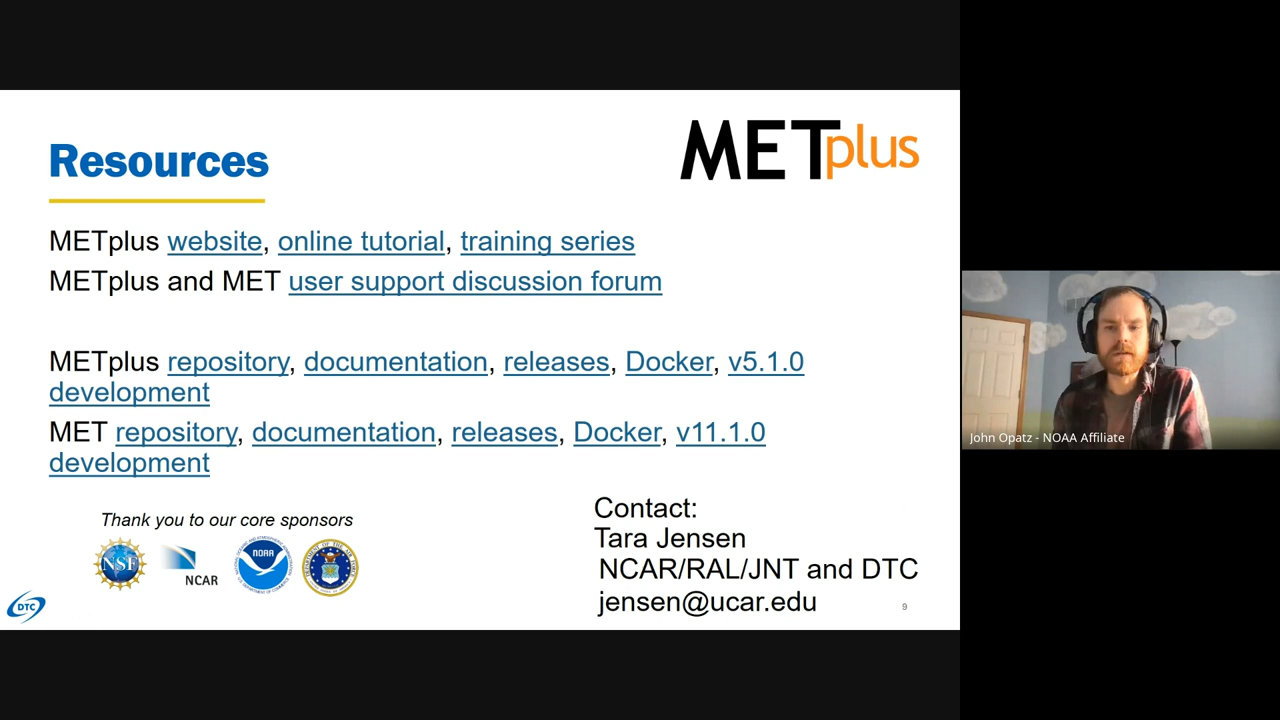 METplus
Resources
METplus website, online tutorial, training series
METplus and MET user support discussion forum
METplus repository, documentation, releases, Docker, v5.1.0
development
MET repository, documentation, releases, Docker, v11.1.0
development
Thank you to our core sponsors
NSF
NCAR
NOAA
DTC
Contact:
Tara Jensen
NCAR/RAL/JNT and DTC
jensen@ucar.edu
9
John Opatz - NOAA Affiliate